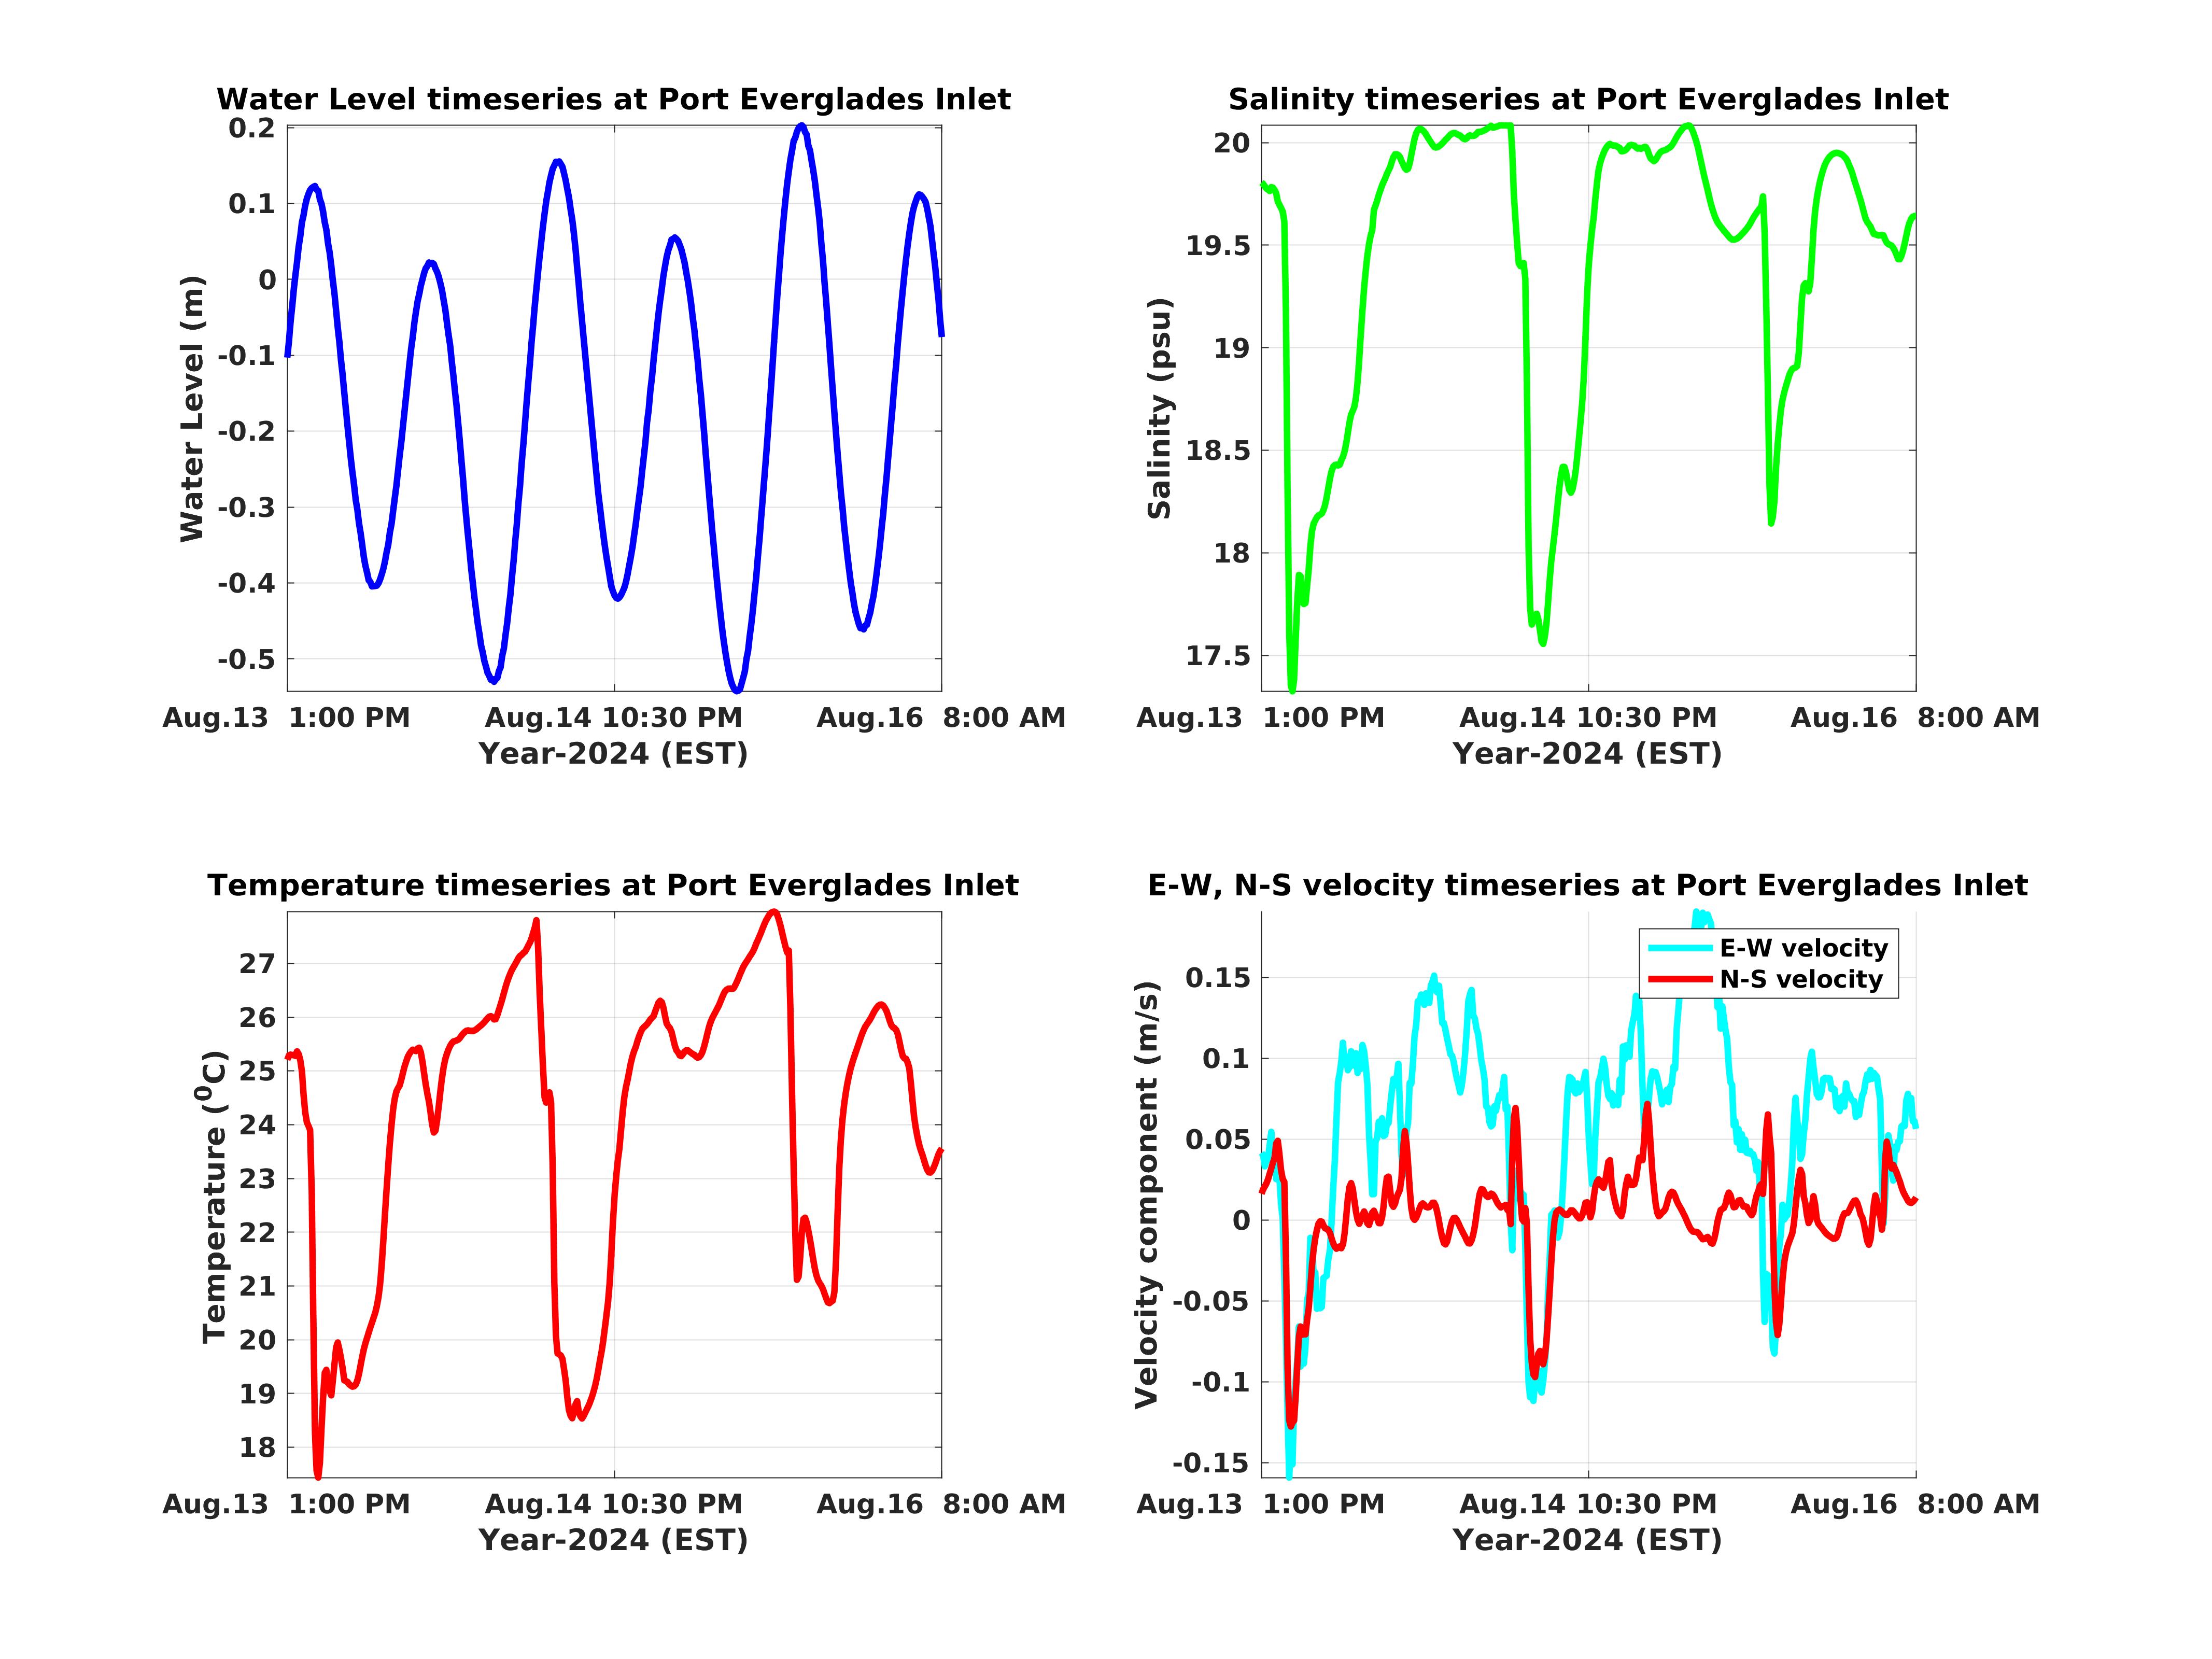 Water Level timeseries at Port Everglades Inlet
0.2
0.1
0
-0.1
-0.2
-0.3
-0.4
-0.5
Water Level (m)
Aug.13 1:00 PM Aug.14 10:30 PM Aug.16 8:00 AM
Year-2024 (EST)
Salinity timeseries at Port Everglades Inlet
20
19.5
19
18.5
18
17.5
Salinity (psu)
Aug.13 1:00 PM Aug.14 10:30 PM Aug.16 8:00 AM
Year-2024 (EST)
Temperature timeseries at Port Everglades Inlet
27
26
25
24
23
22
21
20
19
18
Temperature (⁰C)
Aug.13 1:00 PM Aug.14 10:30 PM Aug.16 8:00 AM
Year-2024 (EST)
E-W, N-S velocity timeseries at Port Everglades Inlet
E-W velocity
N-S velocity
0.15
0.1
0.05
0
-0.05
-0.1
-0.15
Velocity component (m/s)
Aug.13 1:00 PM Aug.14 10:30 PM Aug.16 8:00 AM
Year-2024 (EST)